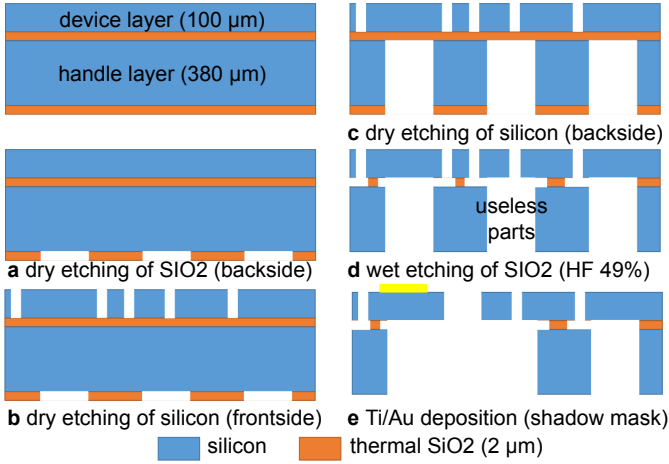 device layer (100 µm)
handle layer (380 µm)
a dry etching of SIO2 (backside)
b dry etching of silicon (frontside)
c dry etching of silicon (backside)
useless
parts
d wet etching of SIO2 (HF 49%)
e Ti/Au deposition (shadow mask)
silicon
thermal SiO2 (2 µm)